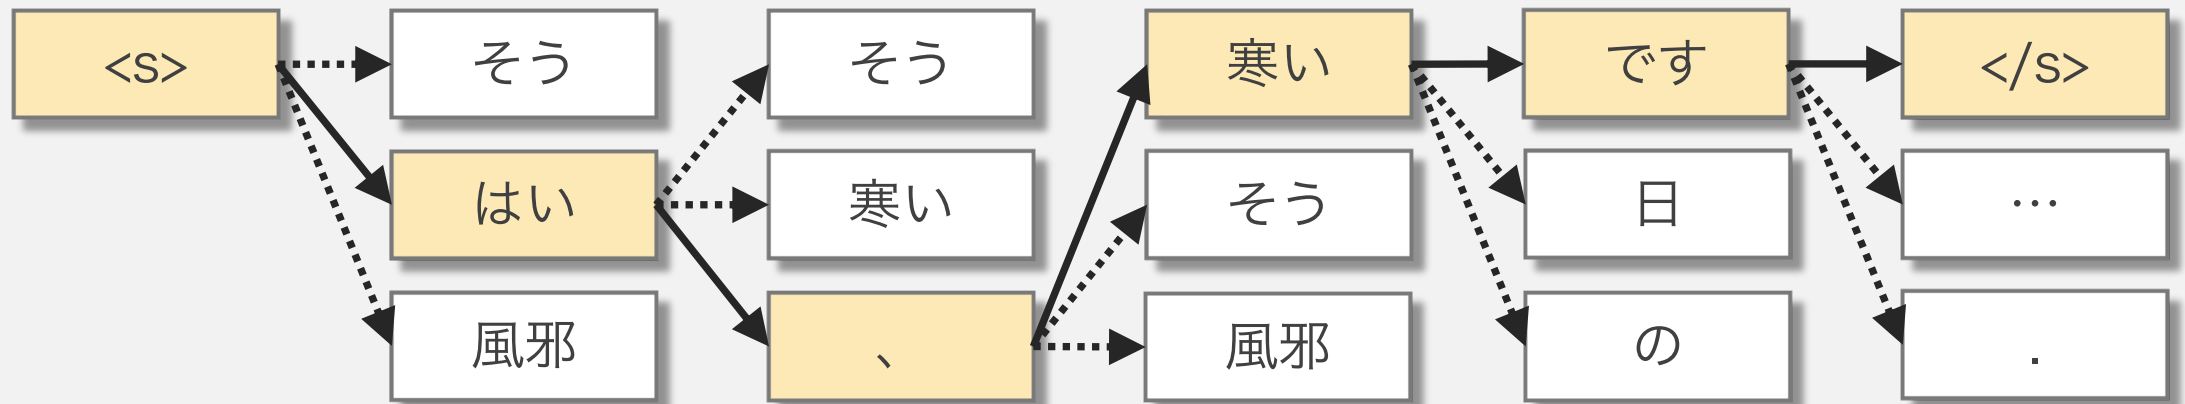 <s> そう そう 寒い です </s>
はい 寒い そう 日 …
風邪 、 風邪 の .